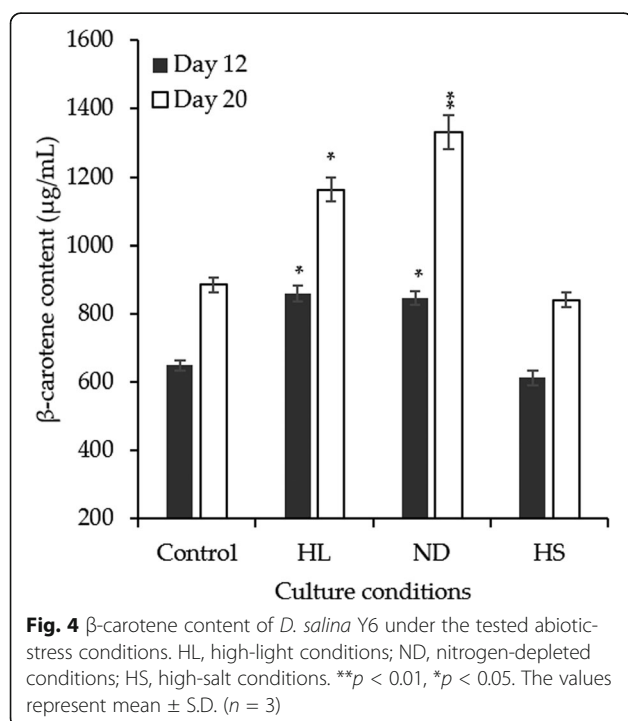 1600
1400
1200
1000
800
600
400
200
β-carotene content (µg/mL)
Day 12
Day 20
*
*
*
**
Control HL ND HS
Culture conditions
Fig. 4 β-carotene content of D. salina Y6 under the tested abiotic-
stress conditions. HL, high-light conditions; ND, nitrogen-depleted
conditions; HS, high-salt conditions. **p < 0.01, *p < 0.05. The values
represent mean ± S.D. (n = 3)